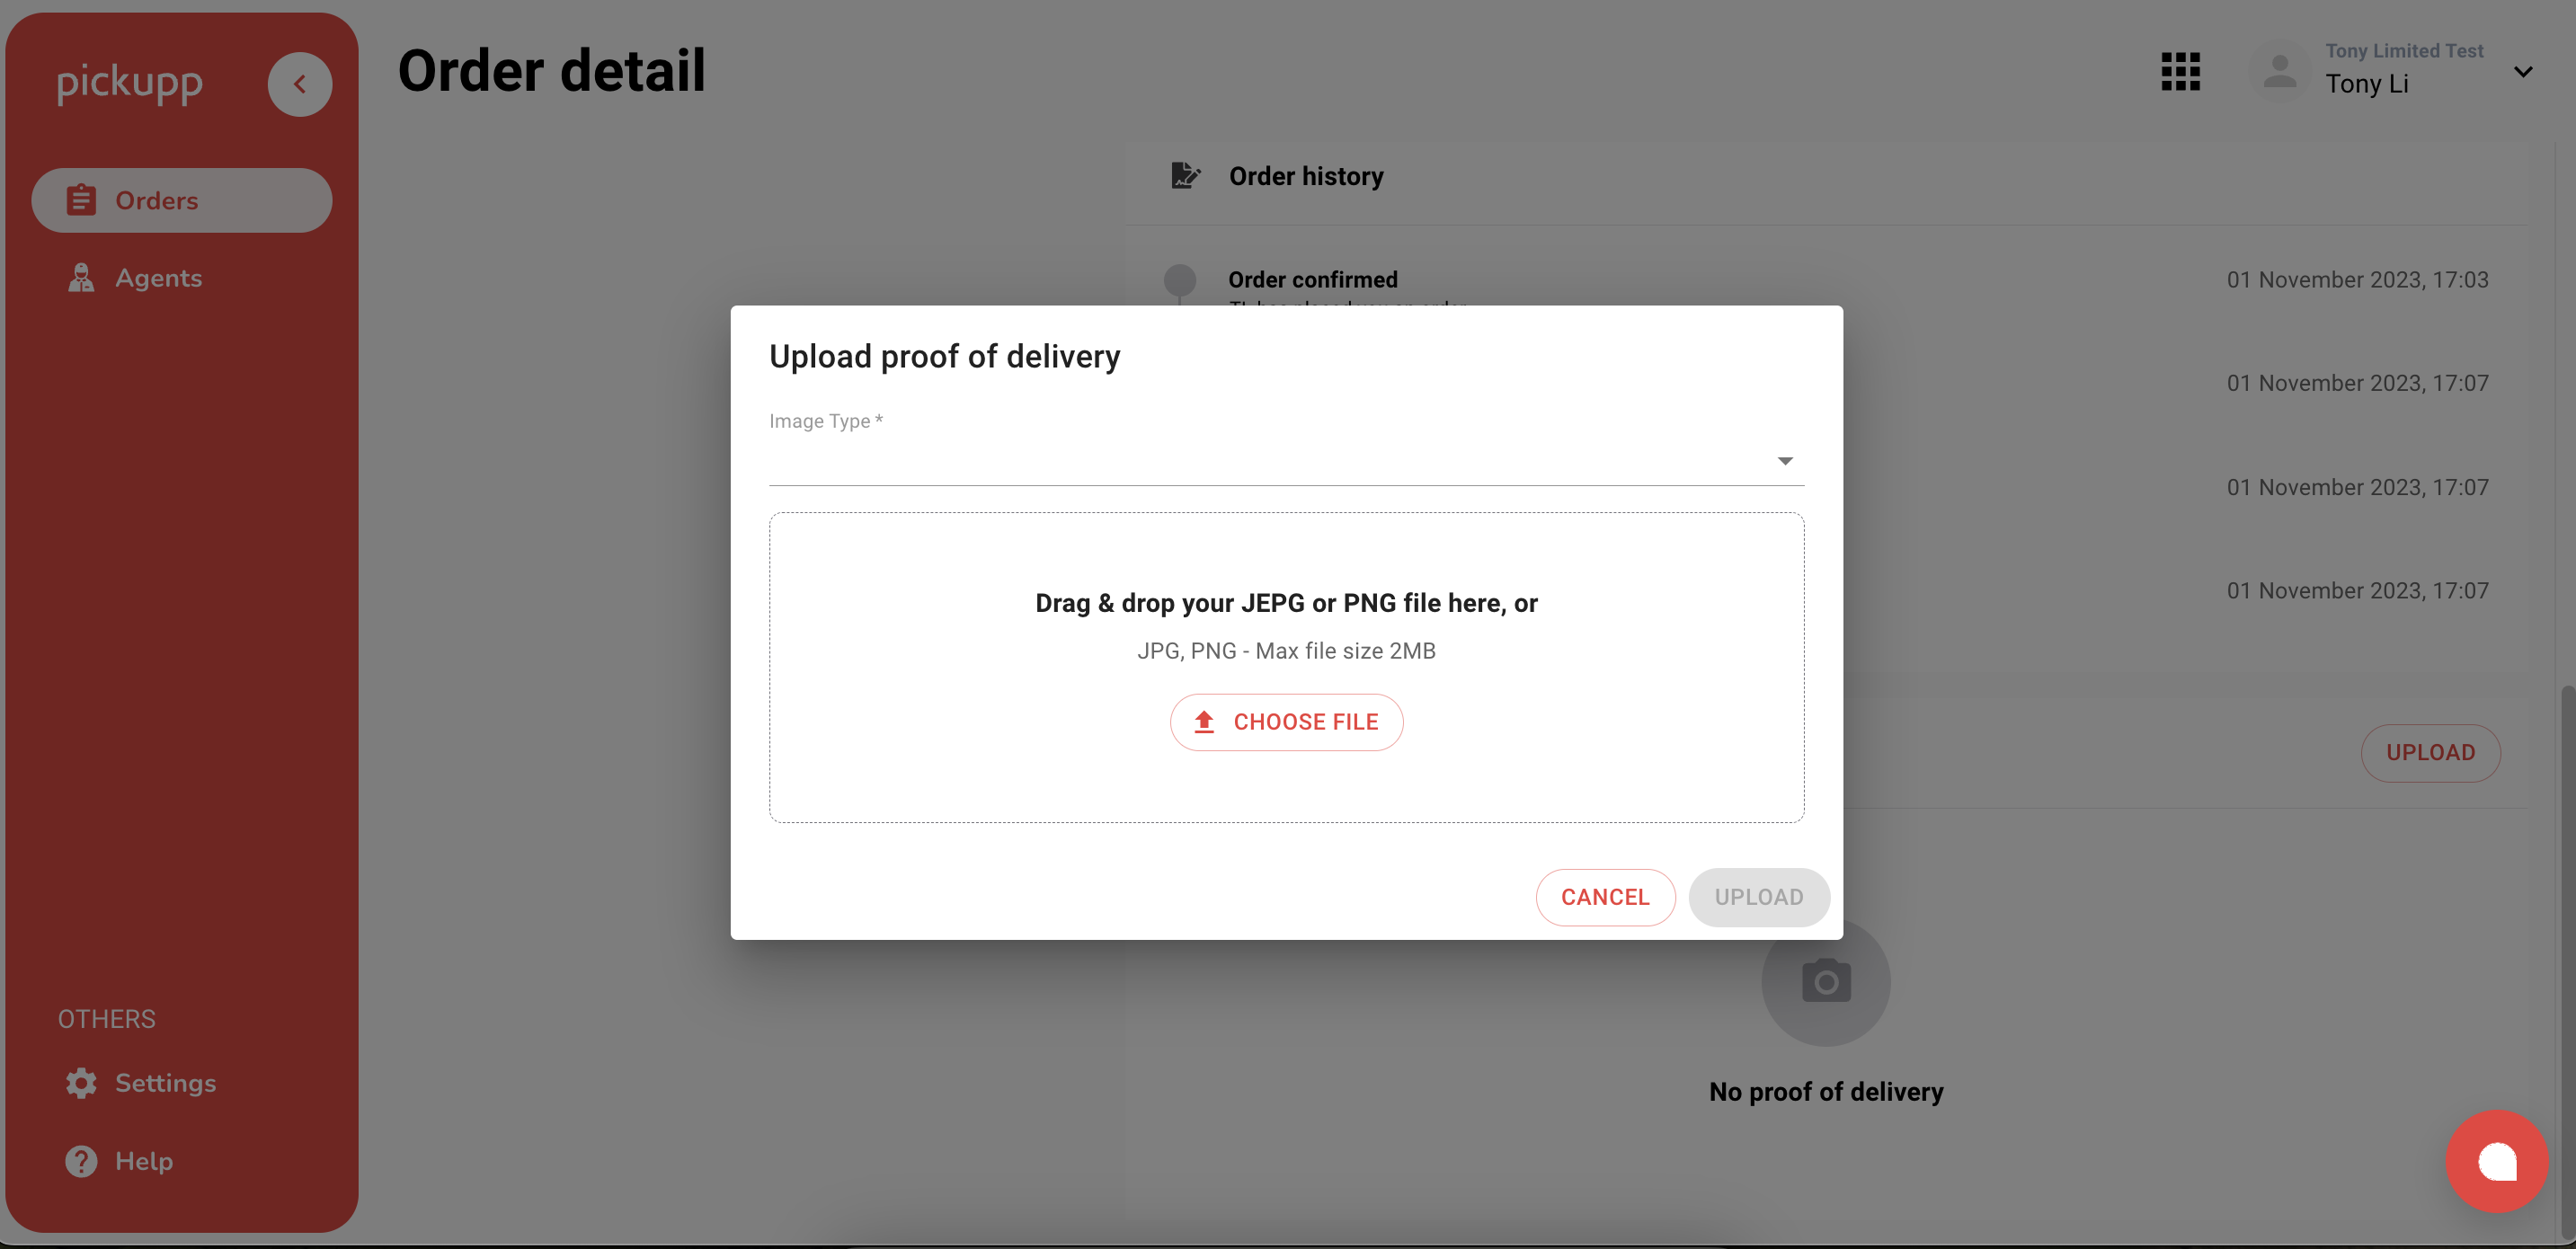 pickupp
Order detail
Tony Limited Test
Tony Li
Orders
Agents
Order history
Order confirmed
01 November 2023, 17:03
01 November 2023, 17:07
01 November 2023, 17:07
01 November 2023, 17:07
UPLOAD
Upload proof of delivery
Image Type *
Drag & drop your JEPG or PNG file here, or
JPG, PNG - Max file size 2MB
CHOOSE FILE
CANCEL
UPLOAD
No proof of delivery
OTHERS
Settings
Help